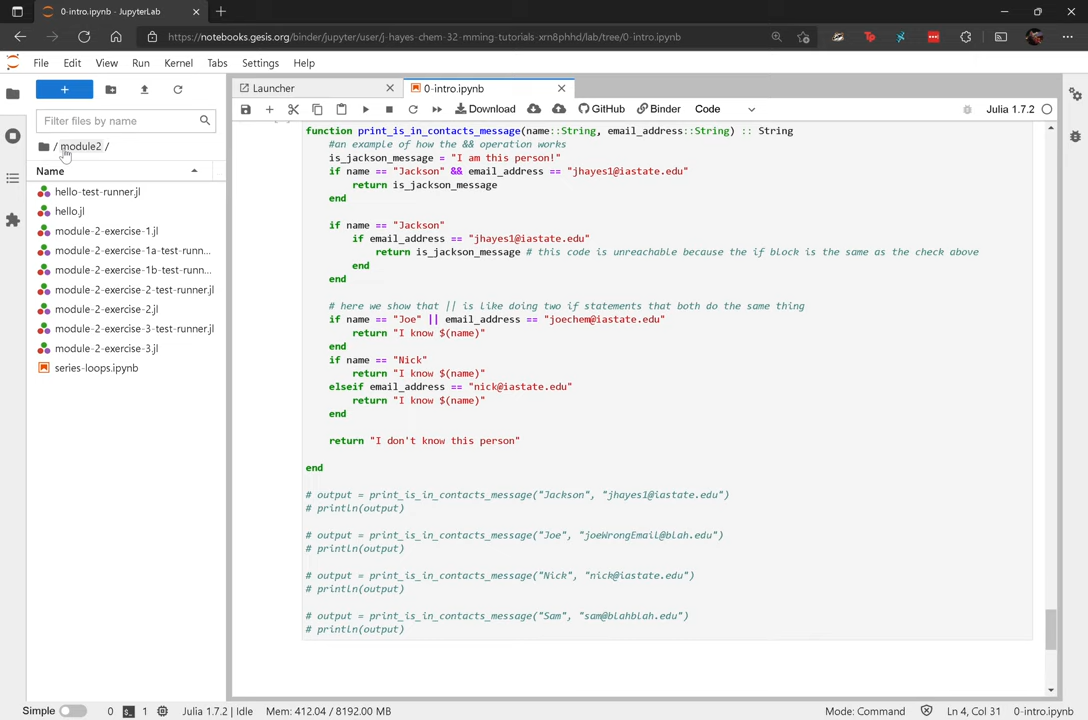 0-intro.ipynb - JupyterLab
https://notebooks.gesis.org/binder/jupyter/user/j-hayes-chem-32-mming-tutorials-xrn8phhd/lab/tree/0-intro.ipynb
File Edit View Run Kernel Tabs Settings Help
Launcher
0-intro.ipynb
Download GitHub Binder Code Julia 1.7.2
Filter files by name
/ module2 /
Name
hello-test-runner.jl
hello.jl
module-2-exercise-1.jl
module-2-exercise-1a-test-runn...
module-2-exercise-1b-test-runn...
module-2-exercise-2-test-runner.jl
module-2-exercise-2.jl
module-2-exercise-3-test-runner.jl
module-2-exercise-3.jl
series-loops.ipynb
function print_is_in_contacts_message(name::String, email_address::String) :: String
#an example of how the && operation works
is_jackson_message = "I am this person!"
if name == "Jackson" && email_address == "jhayes1@iastate.edu"
return is_jackson_message
end
if name == "Jackson"
if email_address == "jhayes1@iastate.edu"
return is_jackson_message # this code is unreachable because the if block is the same as the check above
end
end
# here we show that || is like doing two if statements that both do the same thing
if name == "Joe" || email_address == "joechem@iastate.edu"
return "I know $(name)"
end
if name == "Nick"
return "I know $(name)"
elseif email_address == "nick@iastate.edu"
return "I know $(name)"
end
return "I don't know this person"
end
# output = print_is_in_contacts_message("Jackson", "jhayes1@iastate.edu")
# println(output)
# output = print_is_in_contacts_message("Joe", "joeWrongEmail@blah.edu")
# println(output)
# output = print_is_in_contacts_message("Nick", "nick@iastate.edu")
# println(output)
# output = print_is_in_contacts_message("Sam", "sam@blahblah.edu")
# println(output)
Simple 0 1 Julia 1.7.2 | Idle Mem: 412.04 / 8192.00 MB Mode: Command Ln 4, Col 31 0-intro.ipynb